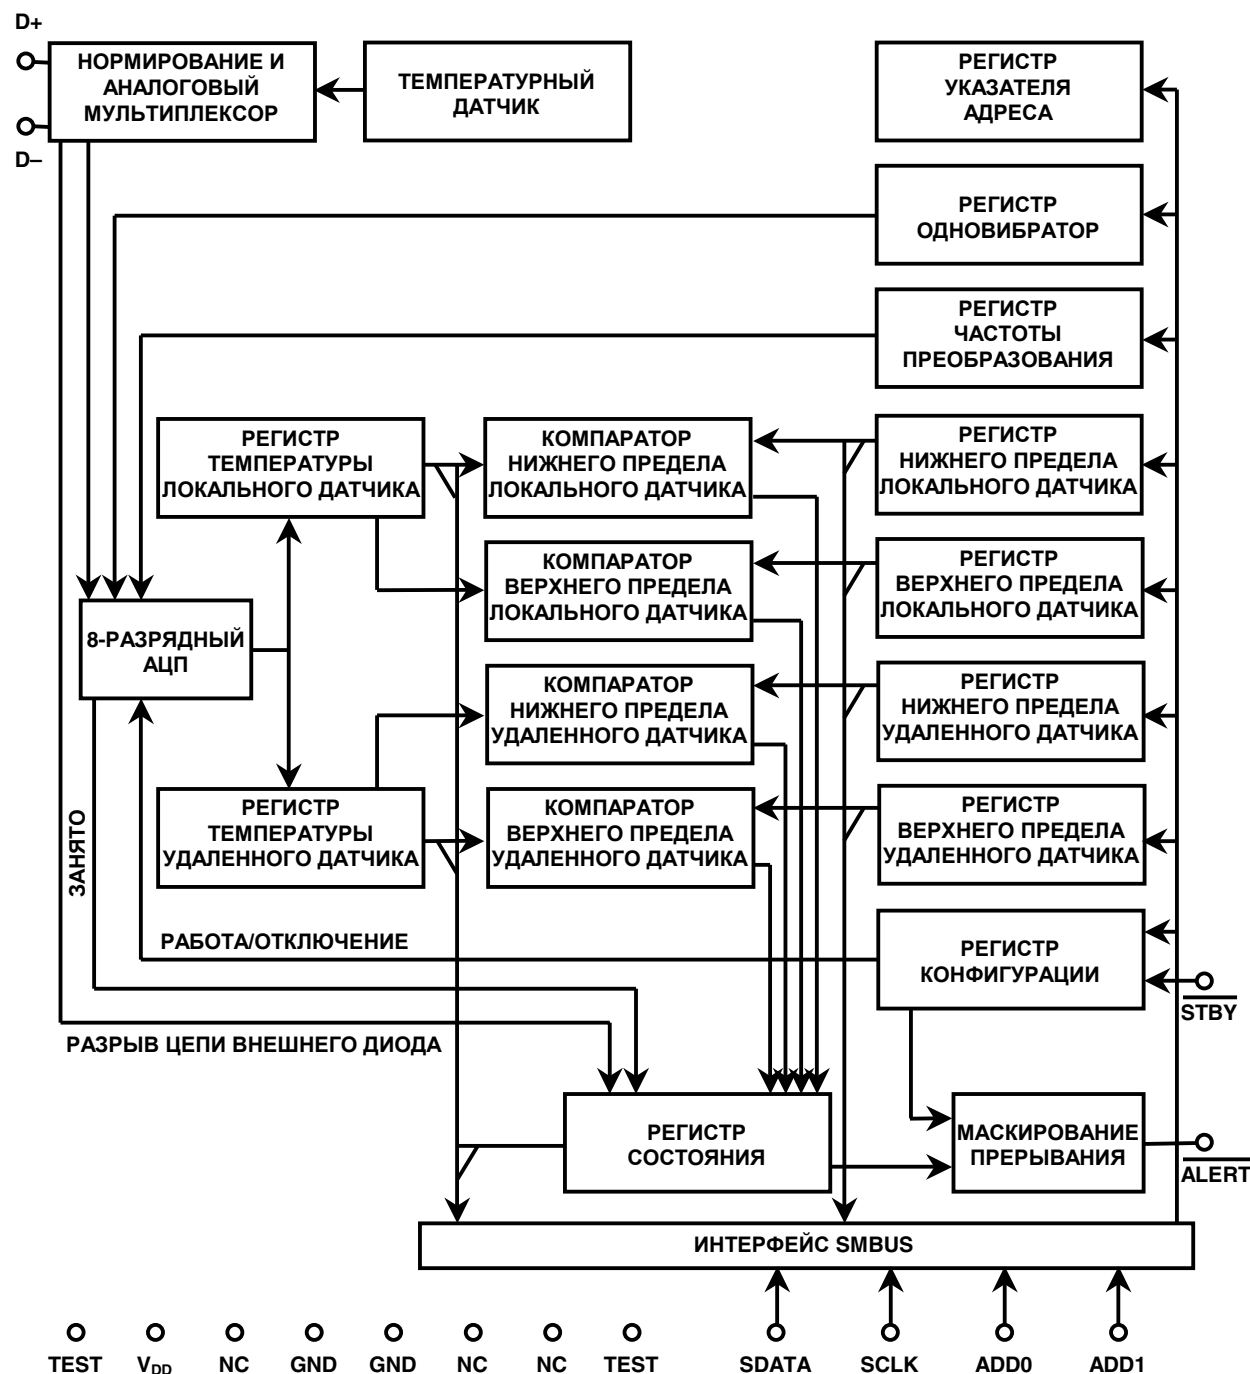 D+
НОРМИРОВАНИЕ И
АНАЛОГОВЫЙ
МУЛЬТИПЛЕКСОР
D–
ТЕМПЕРАТУРНЫЙ
ДАТЧИК
РЕГИСТР
УКАЗАТЕЛЯ
АДРЕСА
РЕГИСТР
ОДНОВИБРАТОР
РЕГИСТР
ЧАСТОТЫ
ПРЕОБРАЗОВАНИЯ
РЕГИСТР
ТЕМПЕРАТУРЫ
ЛОКАЛЬНОГО ДАТЧИКА
КОМПАРАТОР
НИЖНЕГО ПРЕДЕЛА
ЛОКАЛЬНОГО ДАТЧИКА
РЕГИСТР
НИЖНЕГО ПРЕДЕЛА
ЛОКАЛЬНОГО ДАТЧИКА
КОМПАРАТОР
ВЕРХНЕГО ПРЕДЕЛА
ЛОКАЛЬНОГО ДАТЧИКА
РЕГИСТР
ВЕРХНЕГО ПРЕДЕЛА
ЛОКАЛЬНОГО ДАТЧИКА
8-РАЗРЯДНЫЙ
АЦП
КОМПАРАТОР
НИЖНЕГО ПРЕДЕЛА
УДАЛЕННОГО ДАТЧИКА
РЕГИСТР
НИЖНЕГО ПРЕДЕЛА
УДАЛЕННОГО ДАТЧИКА
ЗАНЯТО
РЕГИСТР
ТЕМПЕРАТУРЫ
УДАЛЕННОГО ДАТЧИКА
КОМПАРАТОР
ВЕРХНЕГО ПРЕДЕЛА
УДАЛЕННОГО ДАТЧИКА
РЕГИСТР
ВЕРХНЕГО ПРЕДЕЛА
УДАЛЕННОГО ДАТЧИКА
РАБОТА/ОТКЛЮЧЕНИЕ
РЕГИСТР
КОНФИГУРАЦИИ
STBY
РАЗРЫВ ЦЕПИ ВНЕШНЕГО ДИОДА
РЕГИСТР
СОСТОЯНИЯ
МАСКИРОВАНИЕ
ПРЕРЫВАНИЯ
ALERT
ИНТЕРФЕЙС SMBUS
TEST VDD NC GND GND NC NC TEST SDATA SCLK ADD0 ADD1